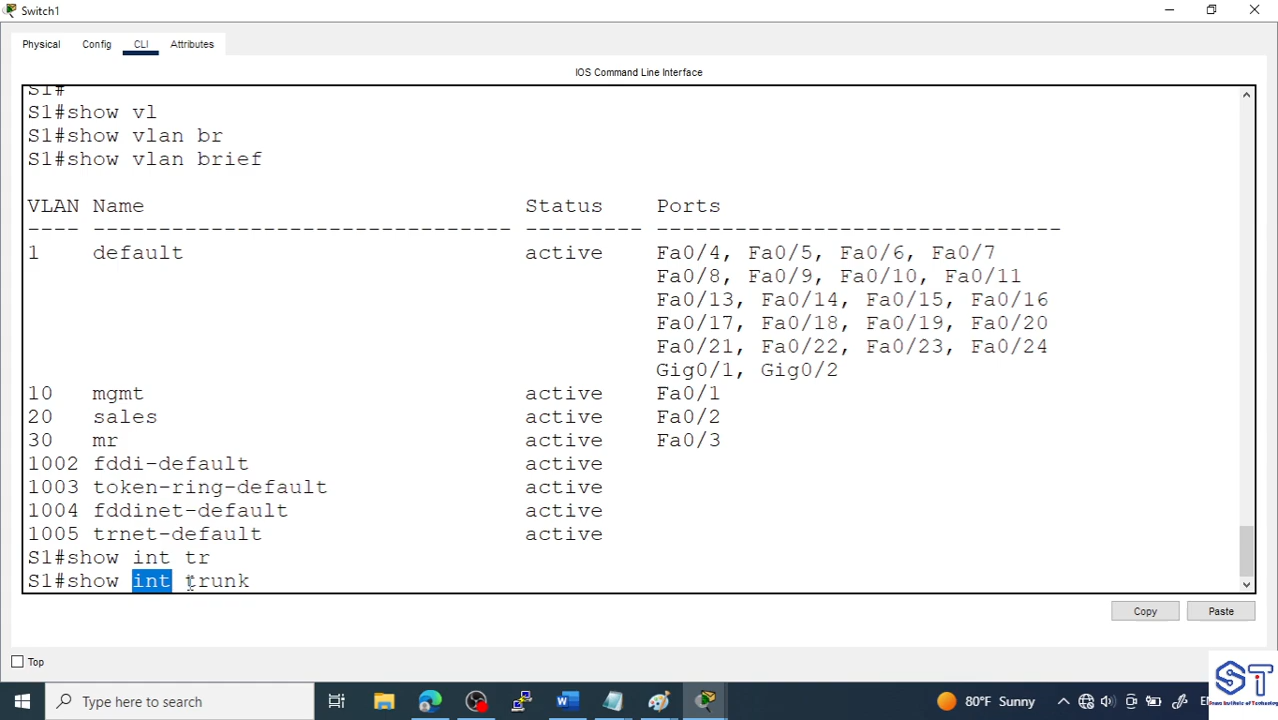 Switch1
Physical Config CLI Attributes
IOS Command Line Interface
S1#
S1#show vl
S1#show vlan br
S1#show vlan brief
VLAN Name Status Ports
---- -------------------------------- --------- -------------------------------
1 default active Fa0/4, Fa0/5, Fa0/6, Fa0/7
Fa0/8, Fa0/9, Fa0/10, Fa0/11
Fa0/13, Fa0/14, Fa0/15, Fa0/16
Fa0/17, Fa0/18, Fa0/19, Fa0/20
Fa0/21, Fa0/22, Fa0/23, Fa0/24
Gig0/1, Gig0/2
10 mgmt active Fa0/1
20 sales active Fa0/2
30 mr active Fa0/3
1002 fddi-default active
1003 token-ring-default active
1004 fddinet-default active
1005 trnet-default active
S1#show int tr
S1#show int trunk
Copy Paste
Top
Type here to search
80°F Sunny
SIT
Institute of Technology